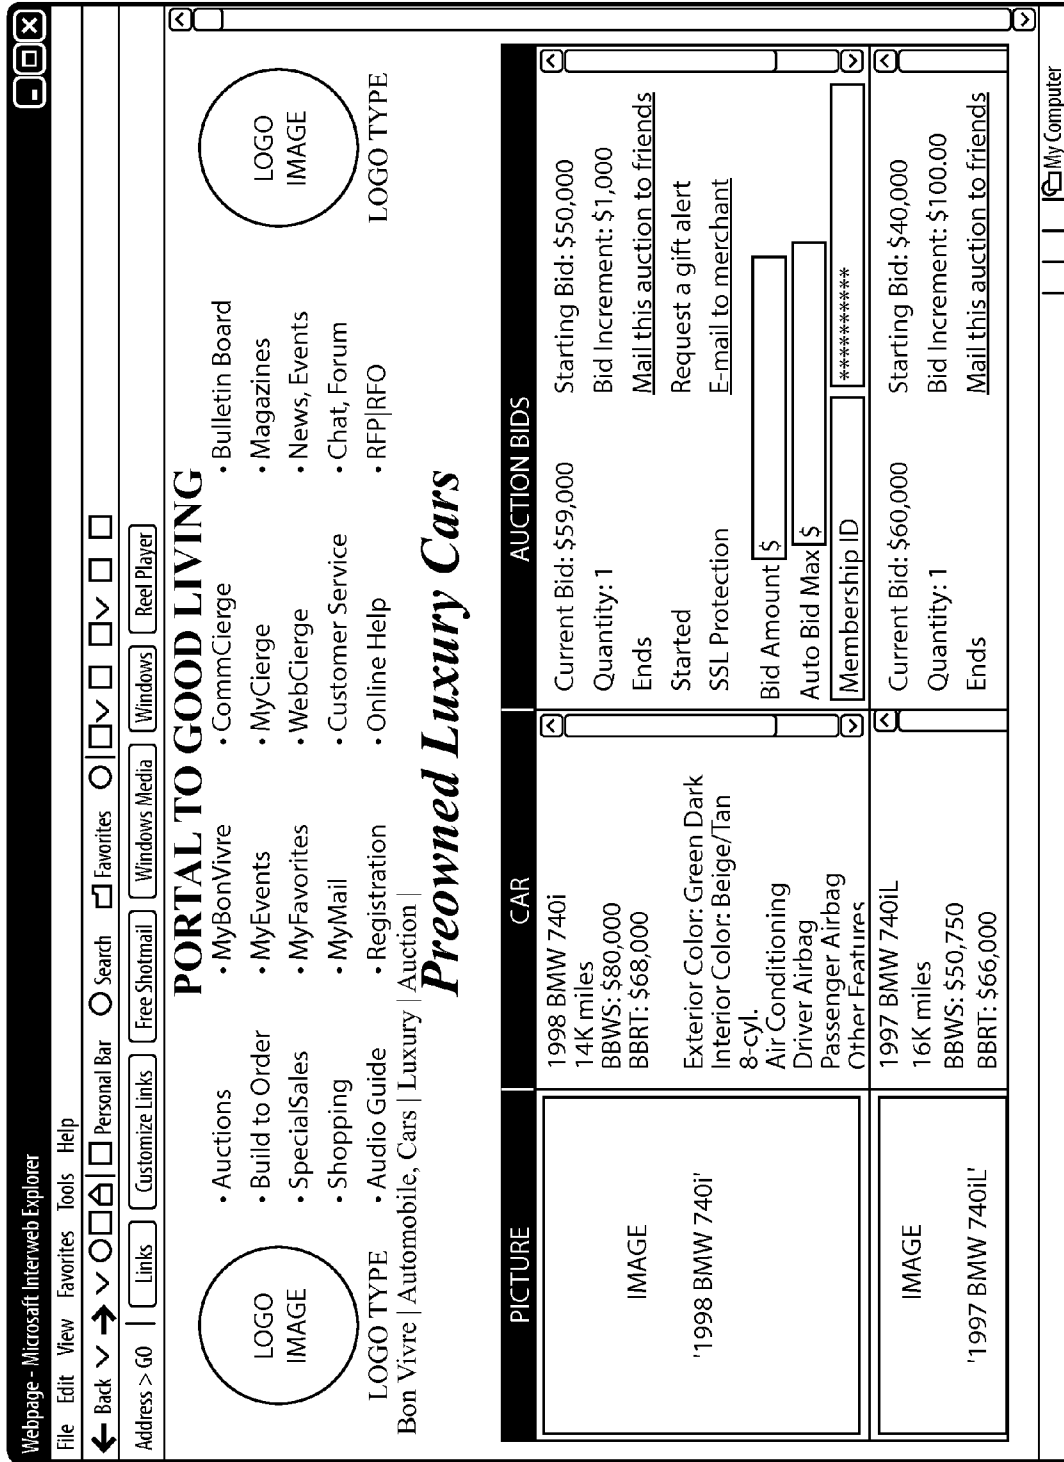 Webpage - Microsaft Interweb Explorer
File Edit View Favorites Tools Help
Back Personal Bar Search Favorites
Address > GO | Links Customize Links Free Shotmail Windows Media Windows Reel Player
PORTAL TO GOOD LIVING
LOGO IMAGE
LOGO TYPE
• Auctions • MyBonVivre • CommCierge • Bulletin Board
• Build to Order • MyEvents • MyCierge • Magazines
• SpecialSales • MyFavorites • WebCierge • News, Events
• Shopping • MyMail • Customer Service • Chat, Forum
• Audio Guide • Registration • Online Help • RFP|RFO
LOGO IMAGE
LOGO TYPE
Bon Vivre | Automobile, Cars | Luxury | Auction |
Preowned Luxury Cars
PICTURE CAR AUCTION BIDS
IMAGE
'1998 BMW 740i'
1998 BMW 740i
14K miles
BBWS: $80,000
BBRT: $68,000
Exterior Color: Green Dark
Interior Color: Beige/Tan
8-cyl.
Air Conditioning
Driver Airbag
Passenger Airbag
Other Features
Current Bid: $59,000 Starting Bid: $50,000
Quantity: 1 Bid Increment: $1,000
Ends Mail this auction to friends
Started Request a gift alert
SSL Protection E-mail to merchant
Bid Amount $
Auto Bid Max $
Membership ID **********
IMAGE
'1997 BMW 740iL'
1997 BMW 740iL
16K miles
BBWS: $50,750
BBRT: $66,000
Current Bid: $60,000 Starting Bid: $40,000
Quantity: 1 Bid Increment: $100.00
Ends Mail this auction to friends
My Computer